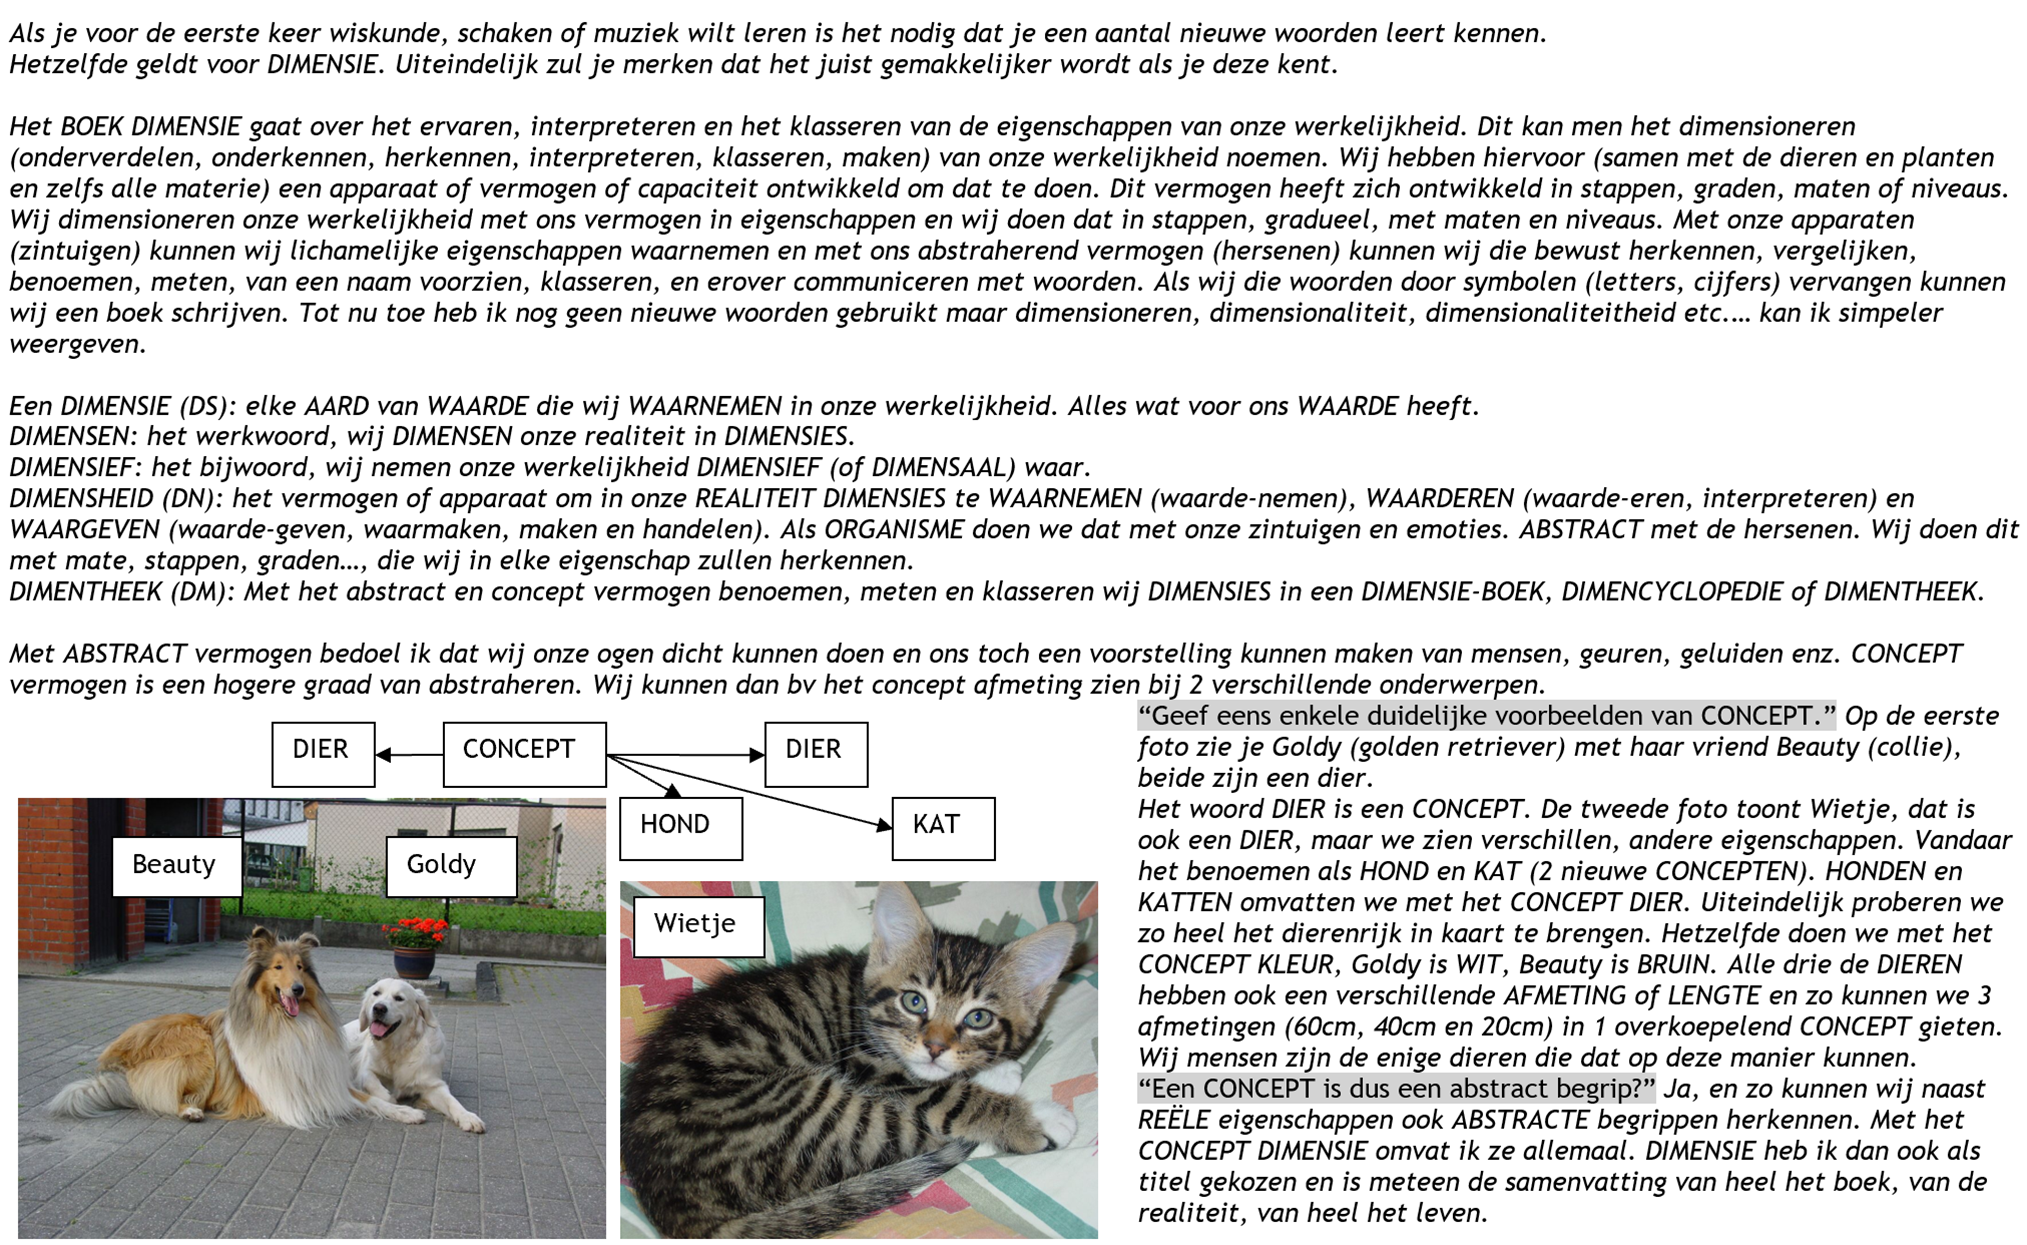 Als je voor de eerste keer wiskunde, schaken of muziek wilt leren is het nodig dat je een aantal nieuwe woorden leert kennen.
Hetzelfde geldt voor DIMENSIE. Uiteindelijk zul je merken dat het juist gemakkelijker wordt als je deze kent.
Het BOEK DIMENSIE gaat over het ervaren, interpreteren en het klasseren van de eigenschappen van onze werkelijkheid. Dit kan men het dimensioneren
(onderverdelen, onderkennen, herkennen, interpreteren, klasseren, maken) van onze werkelijkheid noemen. Wij hebben hiervoor (samen met de dieren en planten
en zelfs alle materie) een apparaat of vermogen of capaciteit ontwikkeld om dat te doen. Dit vermogen heeft zich ontwikkeld in stappen, graden, maten of niveaus.
Wij dimensioneren onze werkelijkheid met ons vermogen in eigenschappen en wij doen dat in stappen, gradueel, met maten en niveaus. Met onze apparaten
(zintuigen) kunnen wij lichamelijke eigenschappen waarnemen en met ons abstraherend vermogen (hersenen) kunnen wij die bewust herkennen, vergelijken,
benoemen, meten, van een naam voorzien, klasseren, en erover communiceren met woorden. Als wij die woorden door symbolen (letters, cijfers) vervangen kunnen
wij een boek schrijven. Tot nu toe heb ik nog geen nieuwe woorden gebruikt maar dimensioneren, dimensionaliteit, dimensionaliteitheid etc.… kan ik simpeler
weergeven.
Een DIMENSIE (DS): elke AARD van WAARDE die wij WAARNEMEN in onze werkelijkheid. Alles wat voor ons WAARDE heeft.
DIMENSEN: het werkwoord, wij DIMENSEN onze realiteit in DIMENSIES.
DIMENSIEF: het bijwoord, wij nemen onze werkelijkheid DIMENSIEF (of DIMENSAAL) waar.
DIMENSHEID (DN): het vermogen of apparaat om in onze REALITEIT DIMENSIES te WAARNEMEN (waarde-nemen), WAARDEREN (waarde-eren, interpreteren) en
WAARGEVEN (waarde-geven, waarmaken, maken en handelen). Als ORGANISME doen we dat met onze zintuigen en emoties. ABSTRACT met de hersenen. Wij doen dit
met mate, stappen, graden…, die wij in elke eigenschap zullen herkennen.
DIMENTHEEK (DM): Met het abstract en concept vermogen benoemen, meten en klasseren wij DIMENSIES in een DIMENSIE-BOEK, DIMENCYCLOPEDIE of DIMENTHEEK.
Met ABSTRACT vermogen bedoel ik dat wij onze ogen dicht kunnen doen en ons toch een voorstelling kunnen maken van mensen, geuren, geluiden enz. CONCEPT
vermogen is een hogere graad van abstraheren. Wij kunnen dan bv het concept afmeting zien bij 2 verschillende onderwerpen.
DIER
CONCEPT
DIER
HOND
KAT
Beauty
Goldy
Wietje
“Geef eens enkele duidelijke voorbeelden van CONCEPT.” Op de eerste
foto zie je Goldy (golden retriever) met haar vriend Beauty (collie),
beide zijn een dier.
Het woord DIER is een CONCEPT. De tweede foto toont Wietje, dat is
ook een DIER, maar we zien verschillen, andere eigenschappen. Vandaar
het benoemen als HOND en KAT (2 nieuwe CONCEPTEN). HONDEN en
KATTEN omvatten we met het CONCEPT DIER. Uiteindelijk proberen we
zo heel het dierenrijk in kaart te brengen. Hetzelfde doen we met het
CONCEPT KLEUR, Goldy is WIT, Beauty is BRUIN. Alle drie de DIEREN
hebben ook een verschillende AFMETING of LENGTE en zo kunnen we 3
afmetingen (60cm, 40cm en 20cm) in 1 overkoepelend CONCEPT gieten.
Wij mensen zijn de enige dieren die dat op deze manier kunnen.
“Een CONCEPT is dus een abstract begrip?” Ja, en zo kunnen wij naast
REËLE eigenschappen ook ABSTRACTE begrippen herkennen. Met het
CONCEPT DIMENSIE omvat ik ze allemaal. DIMENSIE heb ik dan ook als
titel gekozen en is meteen de samenvatting van heel het boek, van de
realiteit, van heel het leven.